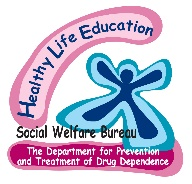 Healthy Life Education
Social Welfare Bureau
The Department for Prevention
and Treatment of Drug Dependence